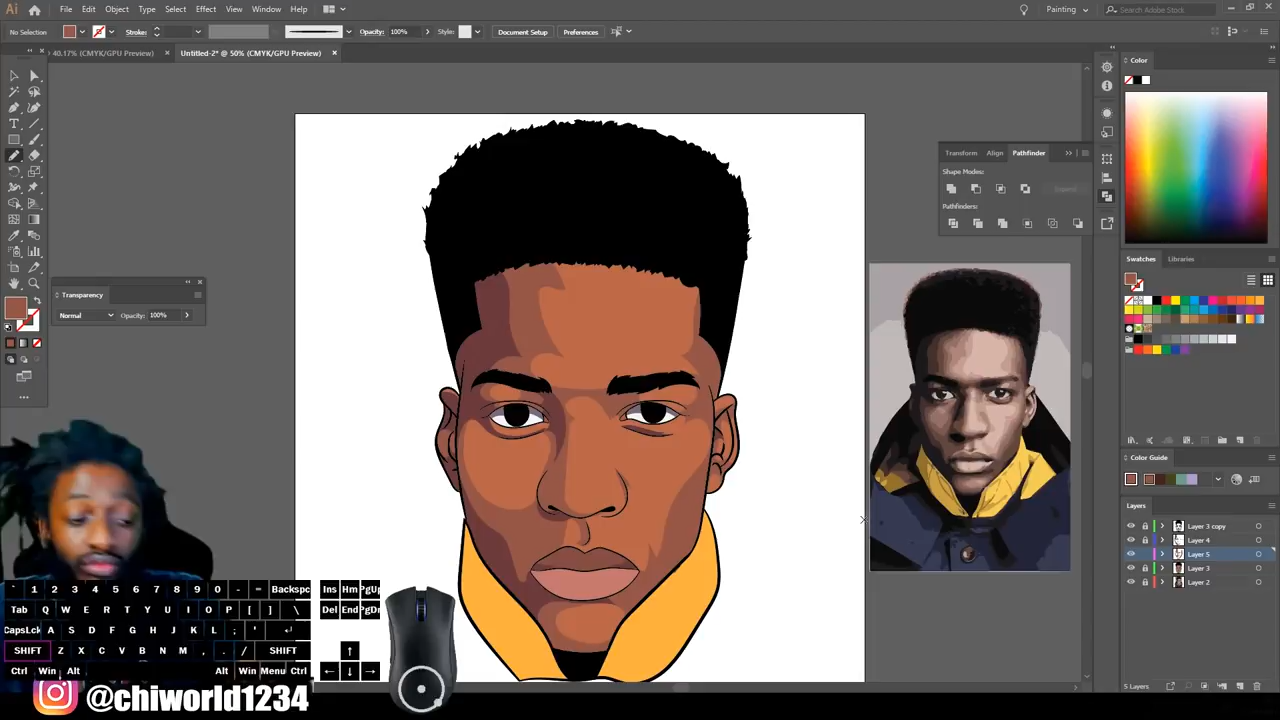 Ai File Edit Object Type Select Effect View Window Help Painting Search Adobe Stock
No Selection Stroke: Opacity: 100% Style: Document Setup Preferences
40.17% (CMYK/GPU Preview) × Untitled-2* @ 50% (CMYK/GPU Preview) ×
Color
Transform Align Pathfinder
Shape Modes:
Expand
Pathfinders:
Swatches Libraries
Transparency
Normal Opacity: 100%
Color Guide
Layers
Layer 3 copy
Layer 4
Layer 5
Layer 3
Layer 2
5 Layers
1 2 3 4 5 6 7 8 9 0 - = Backspc Ins Hm PgUp
Tab Q W E R T Y U I O P [ ] \ Del End PgDn
CapsLck A S D F G H J K L ; '
SHIFT Z X C V B N M , . / SHIFT
Ctrl Win Alt Alt Win Menu Ctrl
@chiworld1234